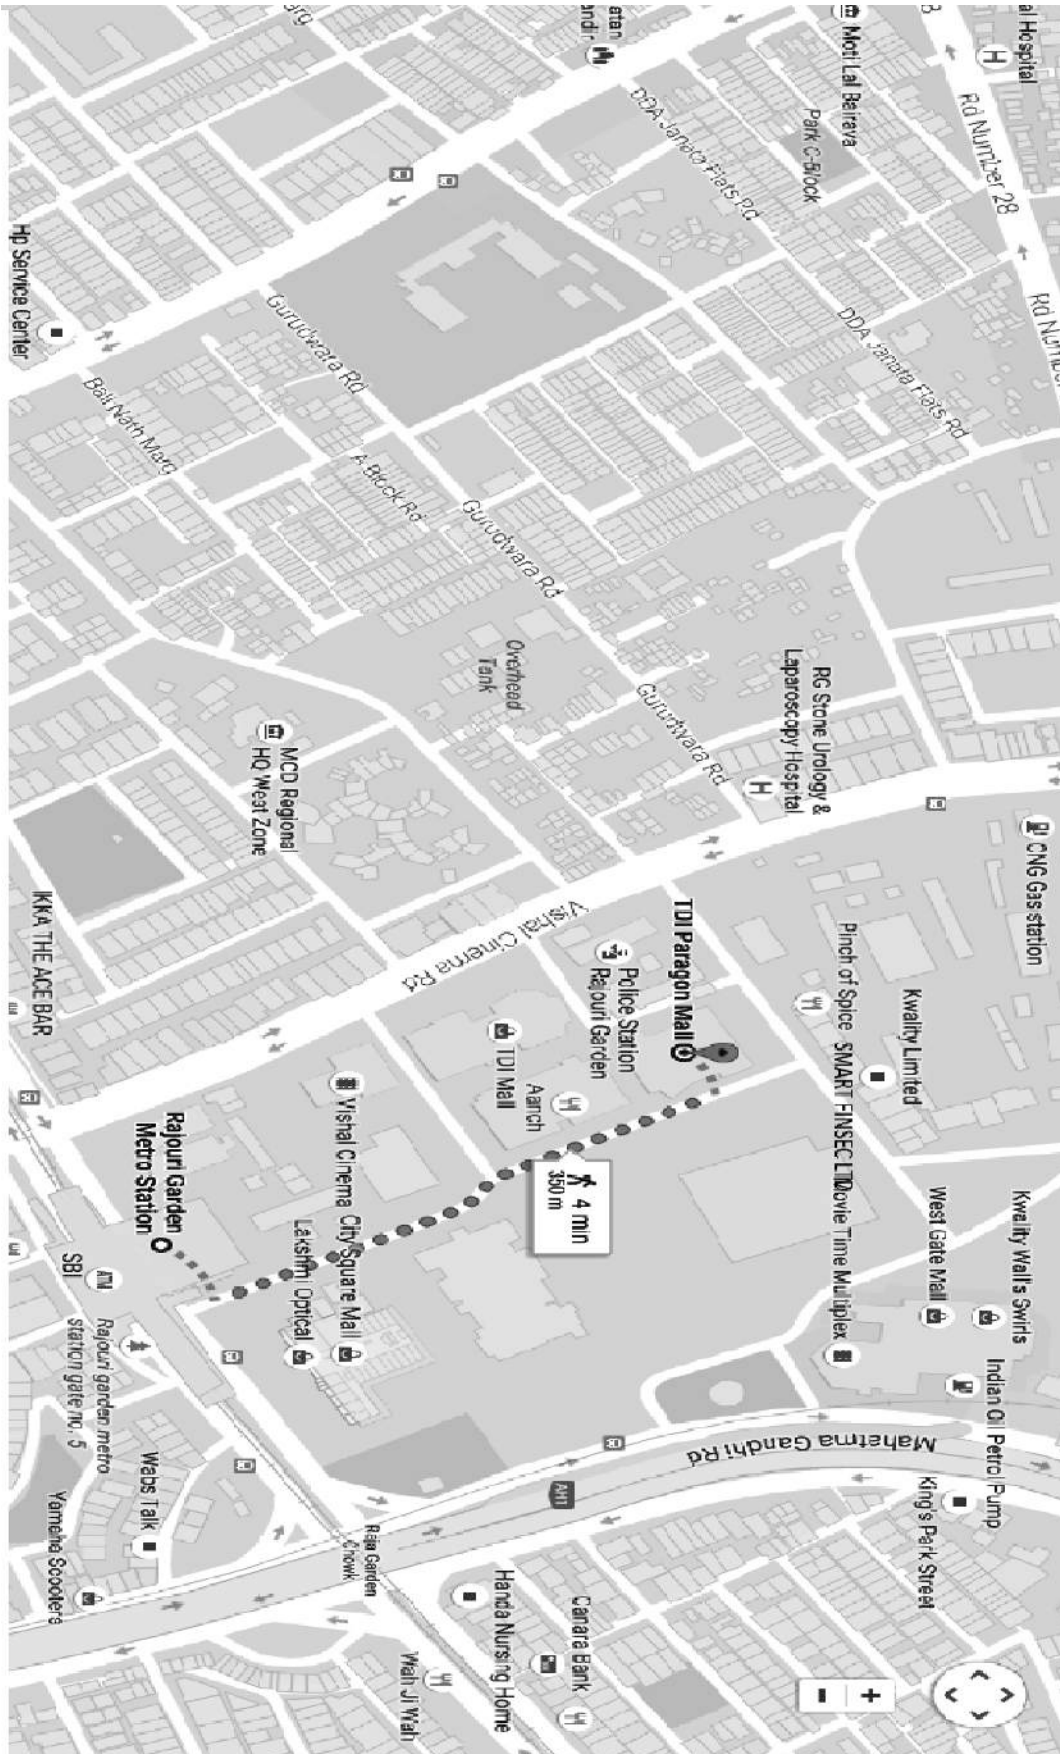 al Hospital
Rd Number 28
Moti Lal Bairava
Park C-Block
DDA Janata Flats Rd
DDA Janata Flats Rd
Hp Service Center
Gurudwara Rd
Gurudwara Rd
Gurudwara Rd
A Block Rd
Overhead
Tank
RG Stone Urology &
Laparoscopy Hospital
MCD Regional
HQ West Zone
CNG Gas station
Vishal Cinema Rd
TDI Paragon Mall
Police Station
Rajouri Garden
Pinch of Spice
Kwality Limited
SMART FINSEC LTD
Movie Time Multiplex
IKKA THE ACE BAR
TDI Mall
Aanch
4 min
350 m
Vishal Cinema
City Square Mall
Lakshmi Optical
Rajouri Garden
Metro Station
West Gate Mall
Kwality Wall's Swirls
Indian Oil Petrol Pump
SBI
ATM
Rajouri garden metro
station gate no. 5
Mahatma Gandhi Rd
AH1
King's Park Street
Wabs Talk
Yamaha Scooters
Raja Garden
Chowk
Handa Nursing Home
Canara Bank
Wah Ji Wah